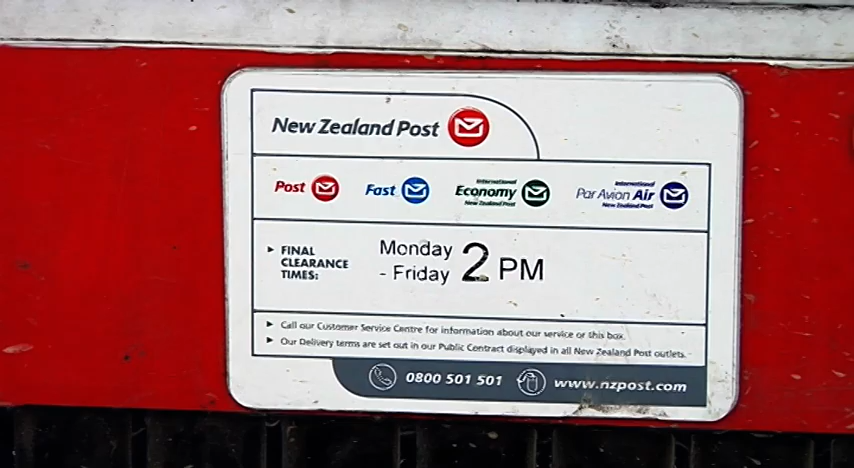 New Zealand Post
Post
Fast
International
Economy
New Zealand Post
International
Par Avion Air
New Zealand Post
FINAL
CLEARANCE
TIMES:
Monday
- Friday
2 PM
Call our Customer Service Centre for information about our service or this box.
Our Delivery terms are set out in our Public Contract displayed in all New Zealand Post outlets.
0800 501 501
www.nzpost.com